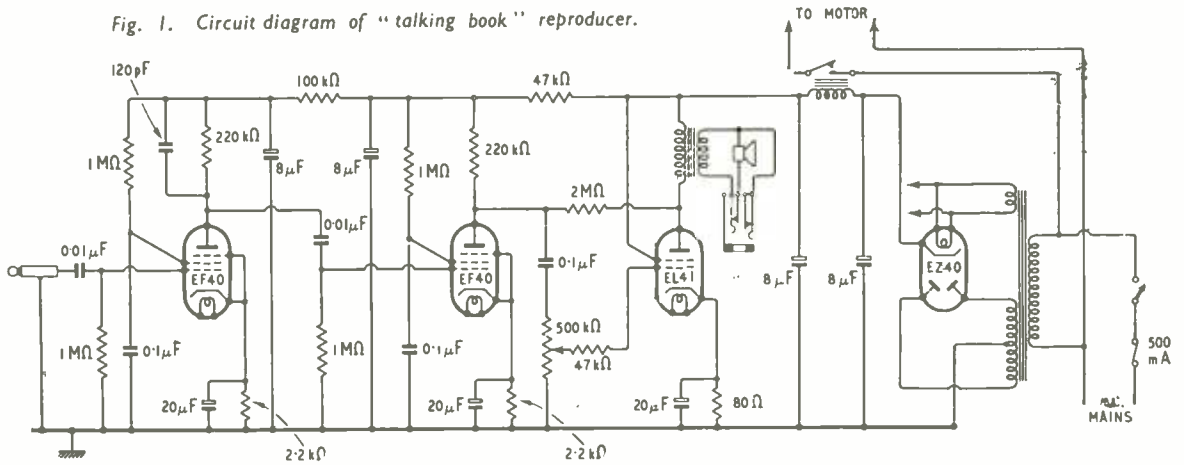 Fig. 1. Circuit diagram of "talking book" reproducer.
TO MOTOR
120pF
100kΩ
47kΩ
1MΩ
220kΩ
8μF
8μF
1MΩ
220kΩ
2MΩ
0·01μF
0·01μF
EF40
EF40
0·1μF
EL41
8μF
8μF
EZ40
500kΩ
47kΩ
1MΩ
0·1μF
1MΩ
0·1μF
500
mA
20μF
20μF
20μF
80Ω
MAINS
2·2kΩ
2·2kΩ